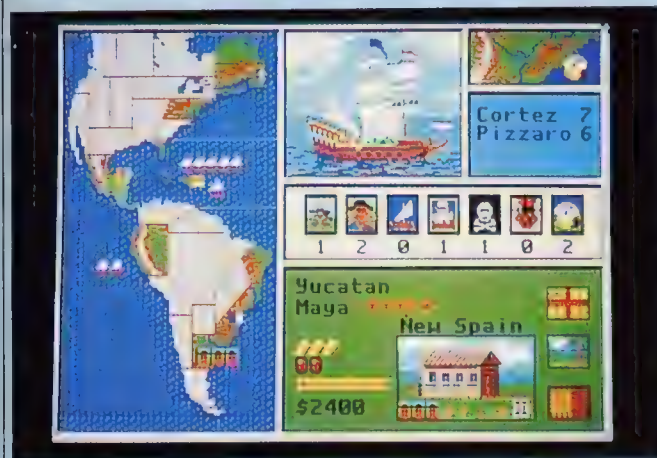 Cortez 7
Pizzaro 6
1 2 0 1 1 0 2
Yucatan
Maya
New Spain
$2400